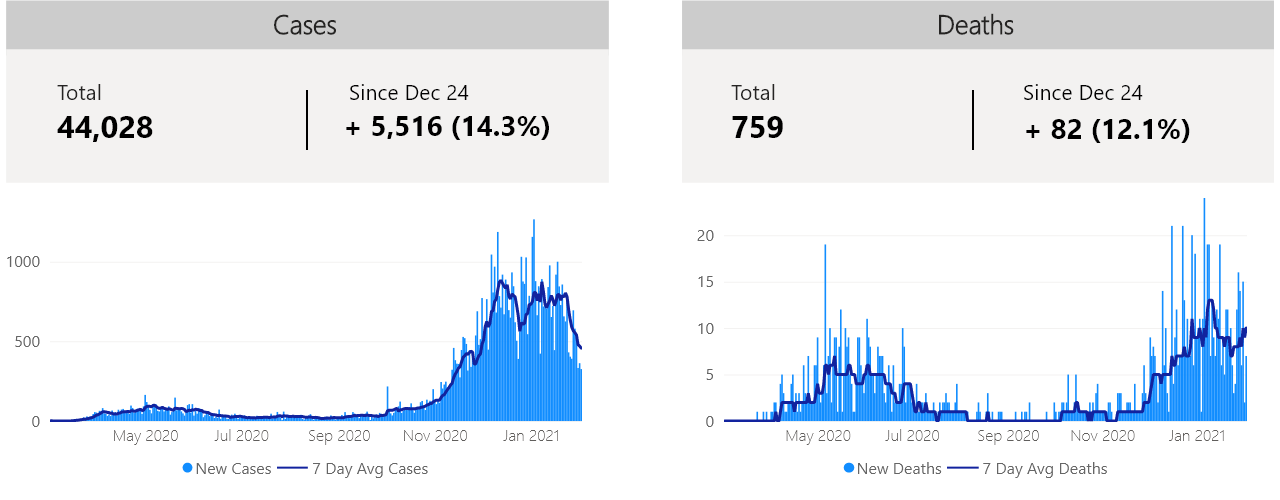 Cases
Total
44,028
Since Dec 24
+ 5,516 (14.3%)
1000
500
0
May 2020 Jul 2020 Sep 2020 Nov 2020 Jan 2021
New Cases 7 Day Avg Cases
Deaths
Total
759
Since Dec 24
+ 82 (12.1%)
20
15
10
5
0
May 2020 Jul 2020 Sep 2020 Nov 2020 Jan 2021
New Deaths 7 Day Avg Deaths